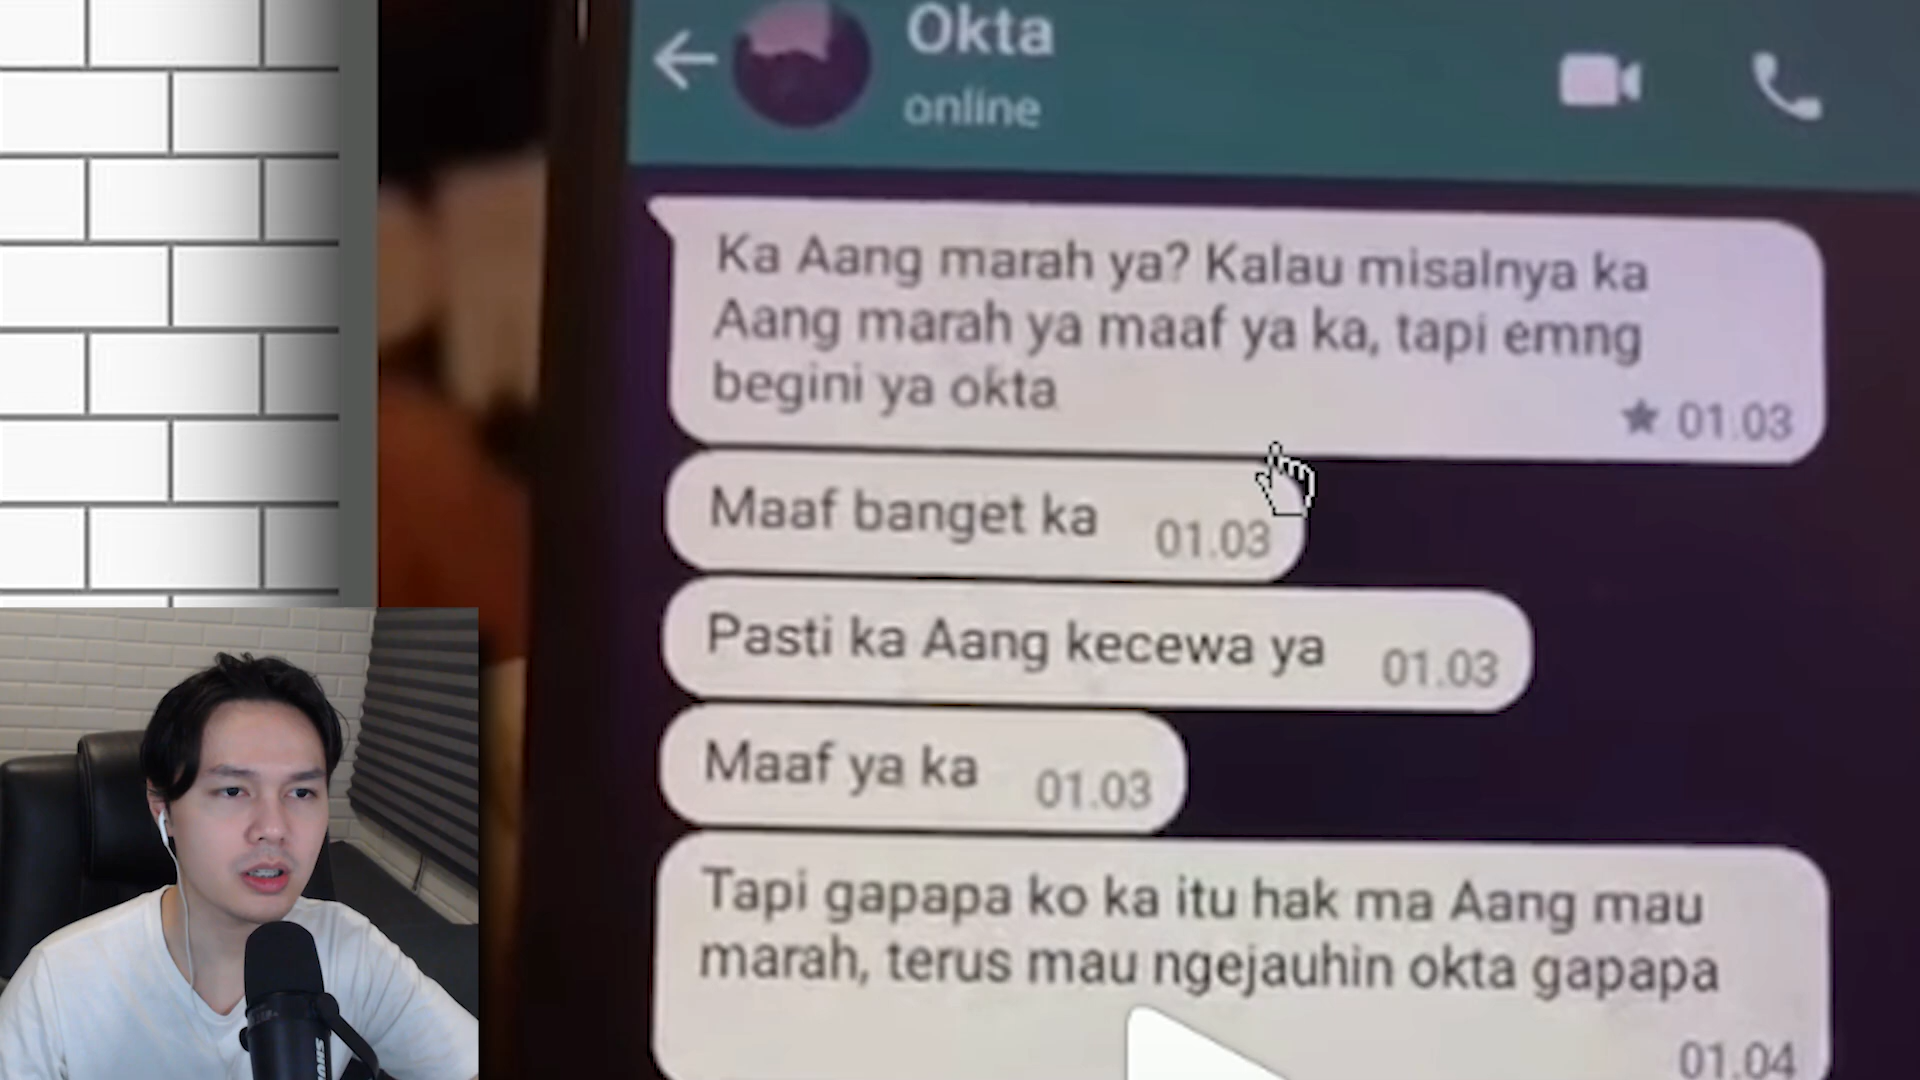 Okta
online
Ka Aang marah ya? Kalau misalnya ka
Aang marah ya maaf ya ka, tapi emng
begini ya okta
★ 01.03
Maaf banget ka 01.03
Pasti ka Aang kecewa ya 01.03
Maaf ya ka 01.03
Tapi gapapa ko ka itu hak ma Aang mau
marah, terus mau ngejauhin okta gapapa
01.04